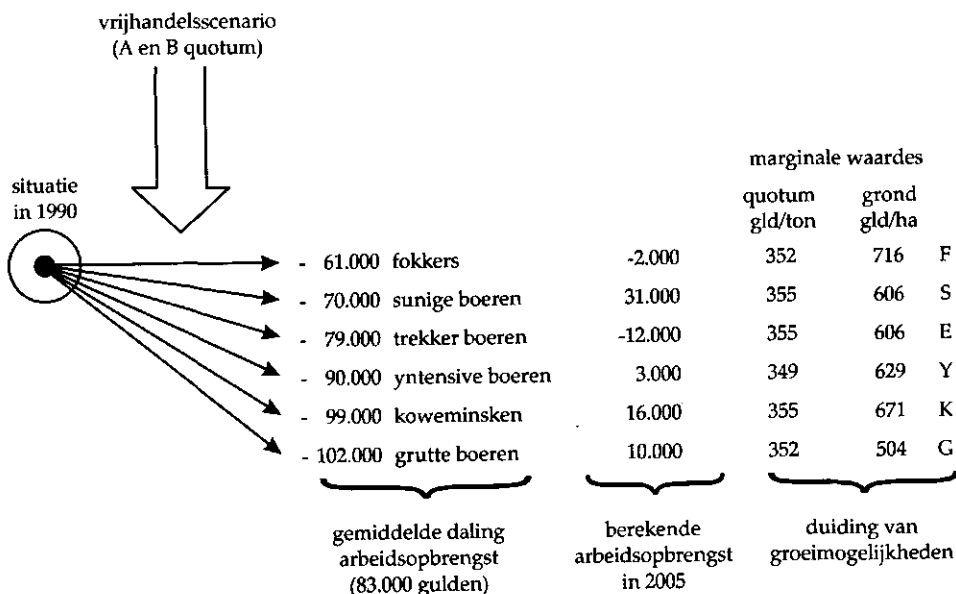 vrijhandelsscenario
(A en B quotum)
marginale waardes
situatie
in 1990
quotum grond
gld/ton gld/ha
- 61.000 fokkers -2.000 352 716 F
- 70.000 sunige boeren 31.000 355 606 S
- 79.000 trekker boeren -12.000 355 606 E
- 90.000 yntensive boeren 3.000 349 629 Y
- 99.000 koweminsken 16.000 355 671 K
- 102.000 grutte boeren 10.000 352 504 G
gemiddelde daling
arbeidsopbrengst
(83.000 gulden)
berekende
arbeidsopbrengst
in 2005
duiding van
groeimogelijkheden